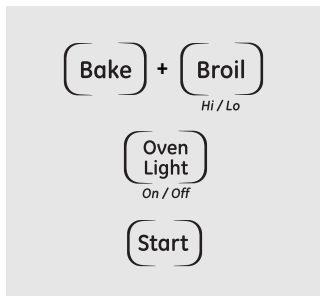 Bake + Broil
Hi / Lo
Oven
Light
On / Off
Start